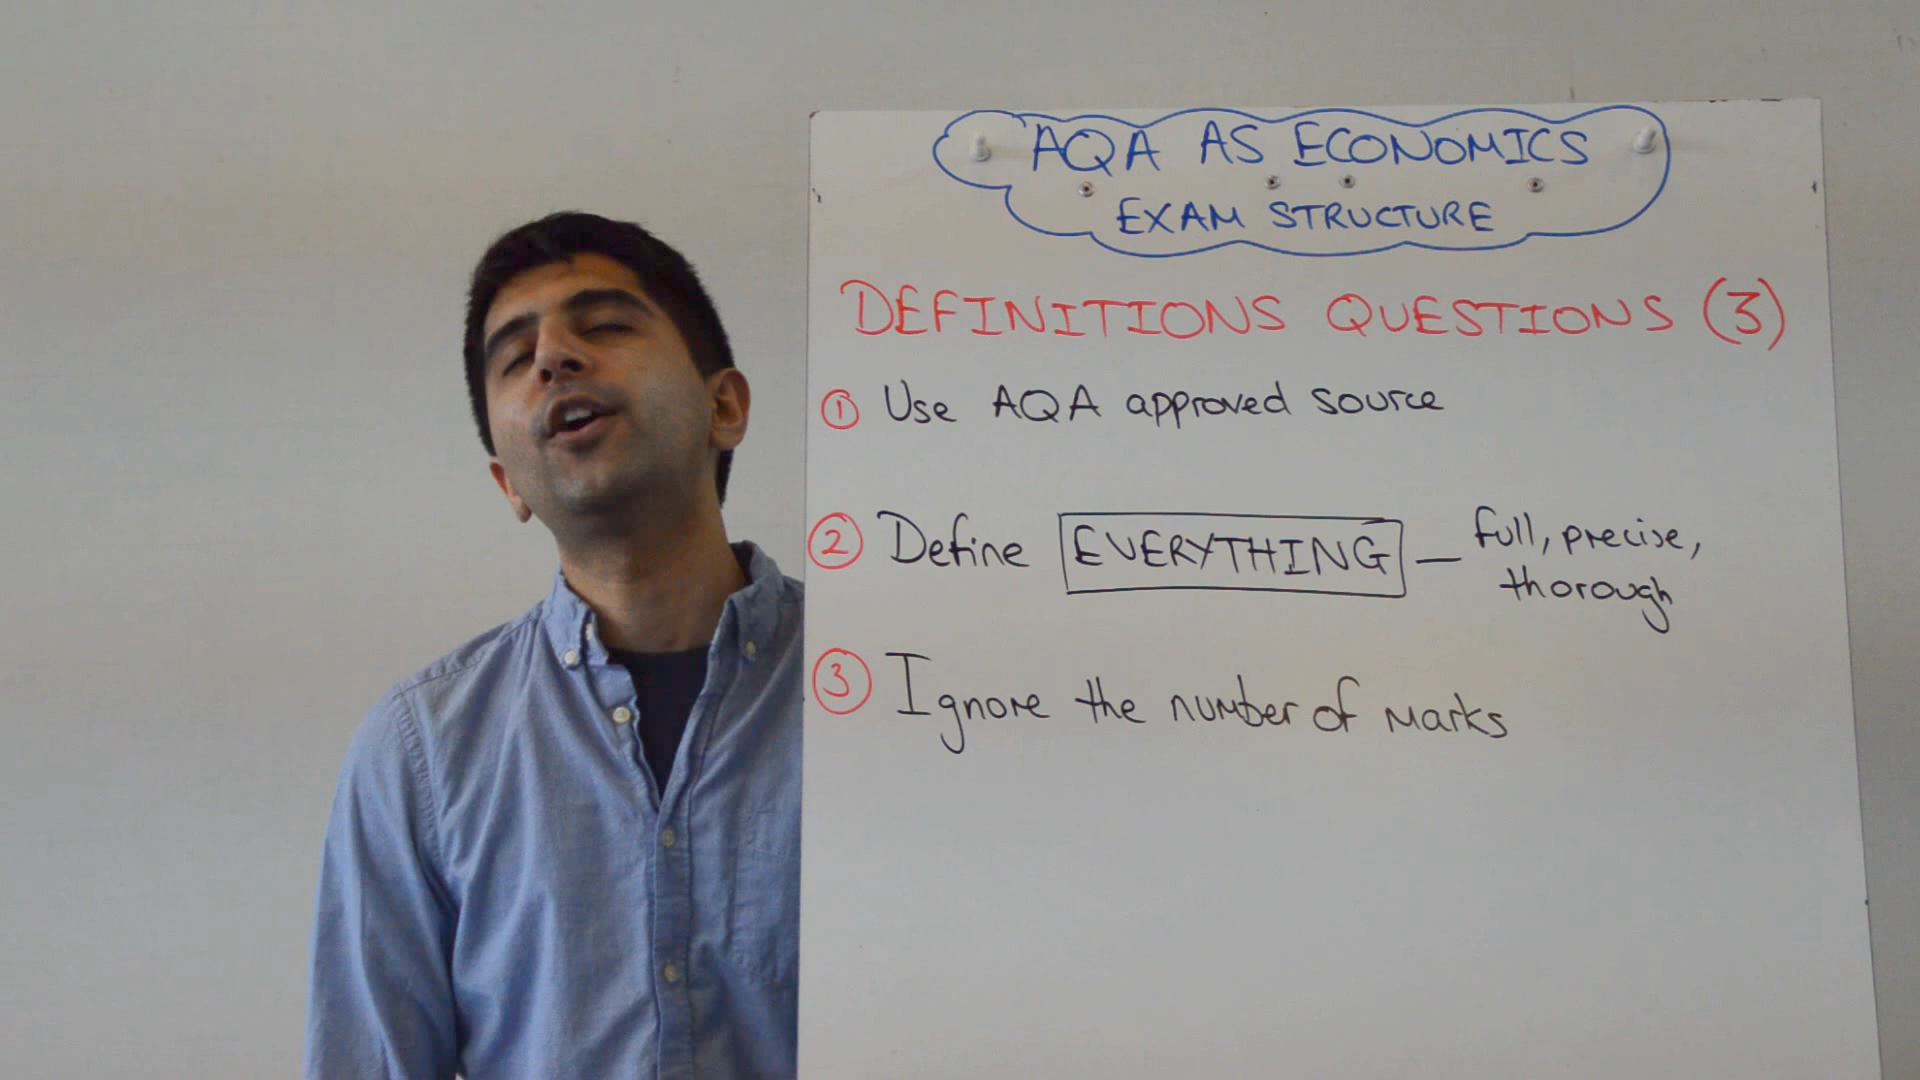 AQA AS ECONOMICS
EXAM STRUCTURE
DEFINITIONS QUESTIONS (3)
1 Use AQA approved source
2 Define EVERYTHING — full, precise,
thorough
3 Ignore the number of marks